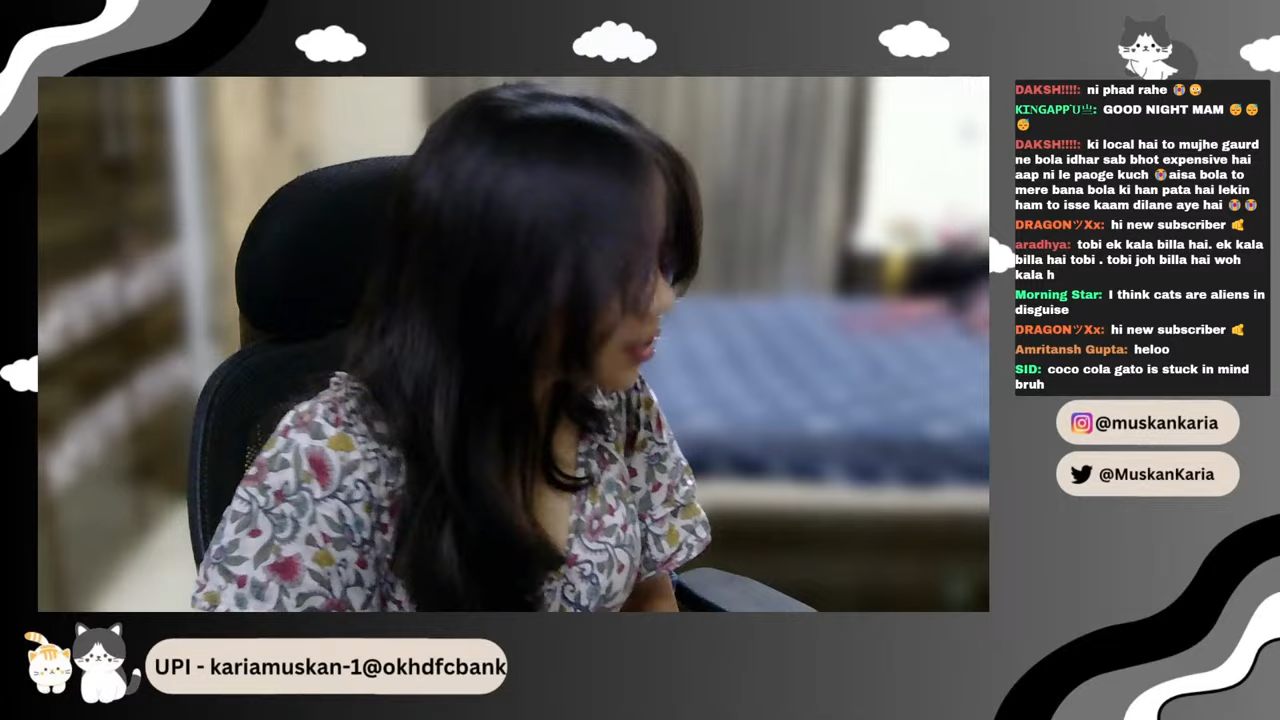 DAKSH!!!!: ni phad rahe 😭😳
GOOD NIGHT MAM 😴😴
😴
DAKSH!!!!: ki local hai to mujhe gaurd
ne bola idhar sab bhot expensive hai
aap ni le paoge kuch 😭aisa bola to
mere bana bola ki han pata hai lekin
ham to isse kaam dilane aye hai 😭😭
DRAGONツXx: hi new subscriber 🤙
aradhya: tobi ek kala billa hai. ek kala
billa hai tobi . tobi joh billa hai woh
kala h
Morning Star: I think cats are aliens in
disguise
DRAGONツXx: hi new subscriber 🤙
Amritansh Gupta: heloo
SID: coco cola gato is stuck in mind
bruh
@muskankaria
@MuskanKaria
UPI - kariamuskan-1@okhdfcbank